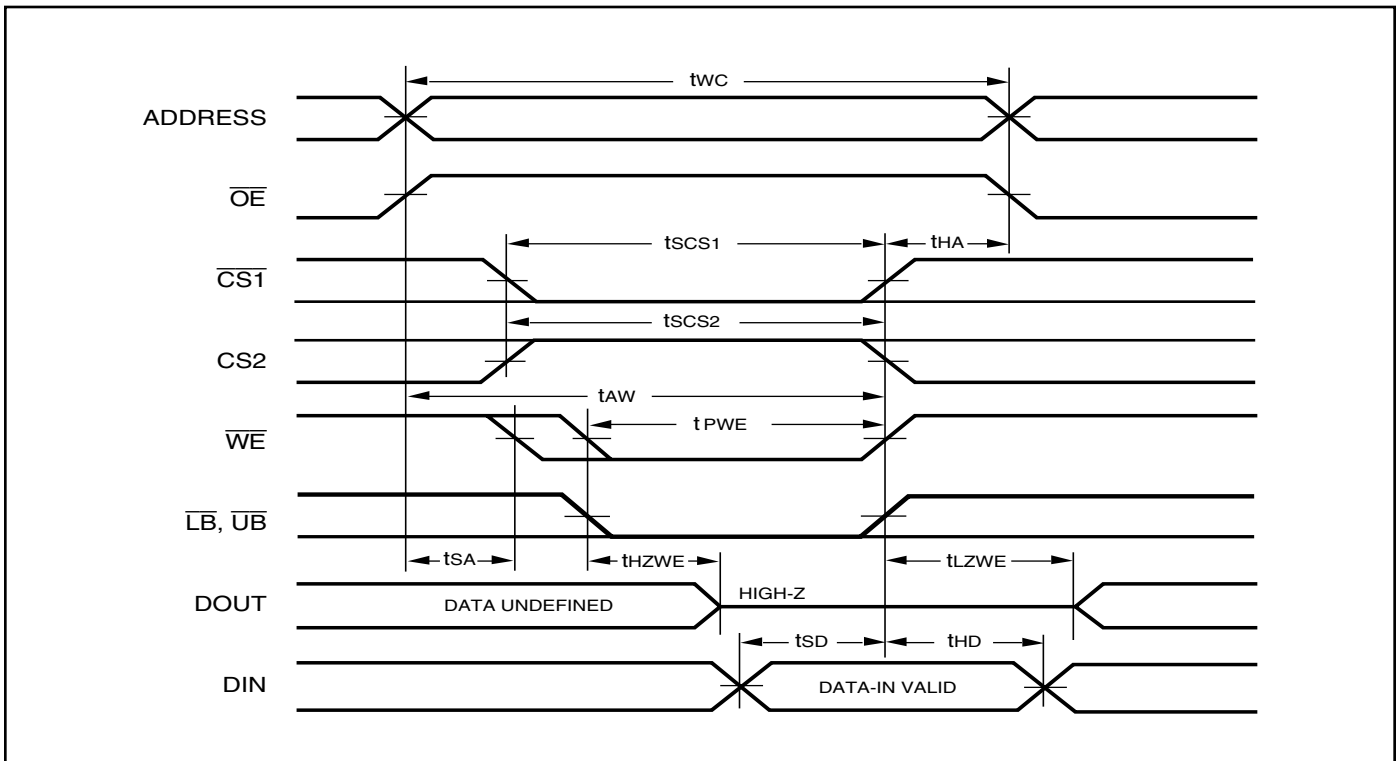 tWC
ADDRESS
OE
tSCS1
tHA
CS1
tSCS2
CS2
tAW
tPWE
WE
LB, UB
tSA
tHZWE
tLZWE
DOUT
DATA UNDEFINED
HIGH-Z
tSD
tHD
DIN
DATA-IN VALID